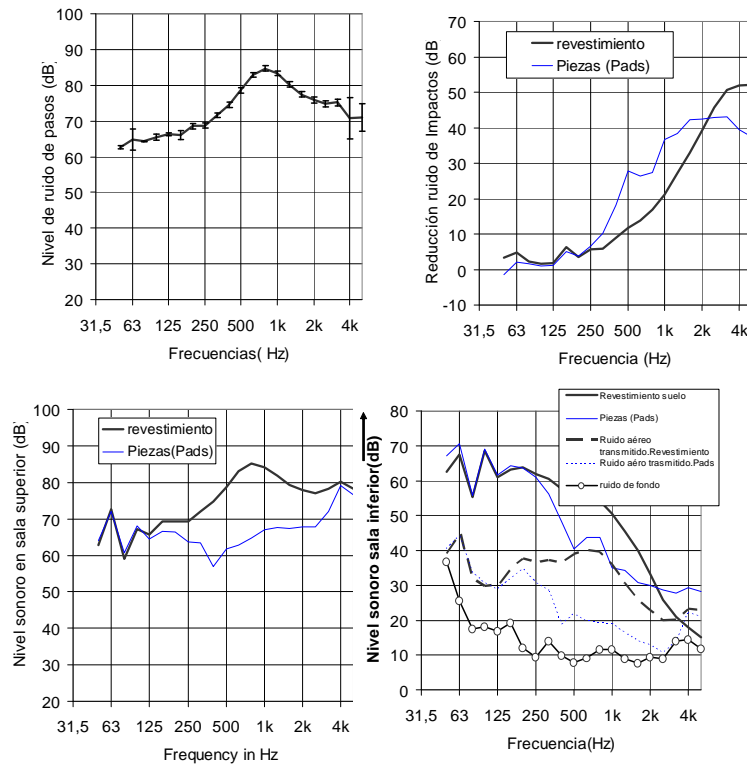 Nivel de ruido de pasos (dB)
100
90
80
70
60
50
40
30
20
31,5 63 125 250 500 1k 2k 4k
Frecuencias( Hz)
Reducción ruido de Impactos (dB
70
60
50
40
30
20
10
0
-10
revestimiento
Piezas (Pads)
31,5 63 125 250 500 1k 2k 4k
Frecuencia (Hz)
Nivel sonoro en sala superior (dB)
100
90
80
70
60
50
40
30
20
revestimiento
Piezas(Pads)
31,5 63 125 250 500 1k 2k 4k
Frequency in Hz
Nivel sonoro sala inferior(dB)
80
70
60
50
40
30
20
10
0
Revestimiento suelo
Piezas (Pads)
Ruido aéreo
transmitido.Revestimiento
Ruido aéro trasmitido.Pads
ruido de fondo
31,5 63 125 250 500 1k 2k 4k
Frecuencia(Hz)